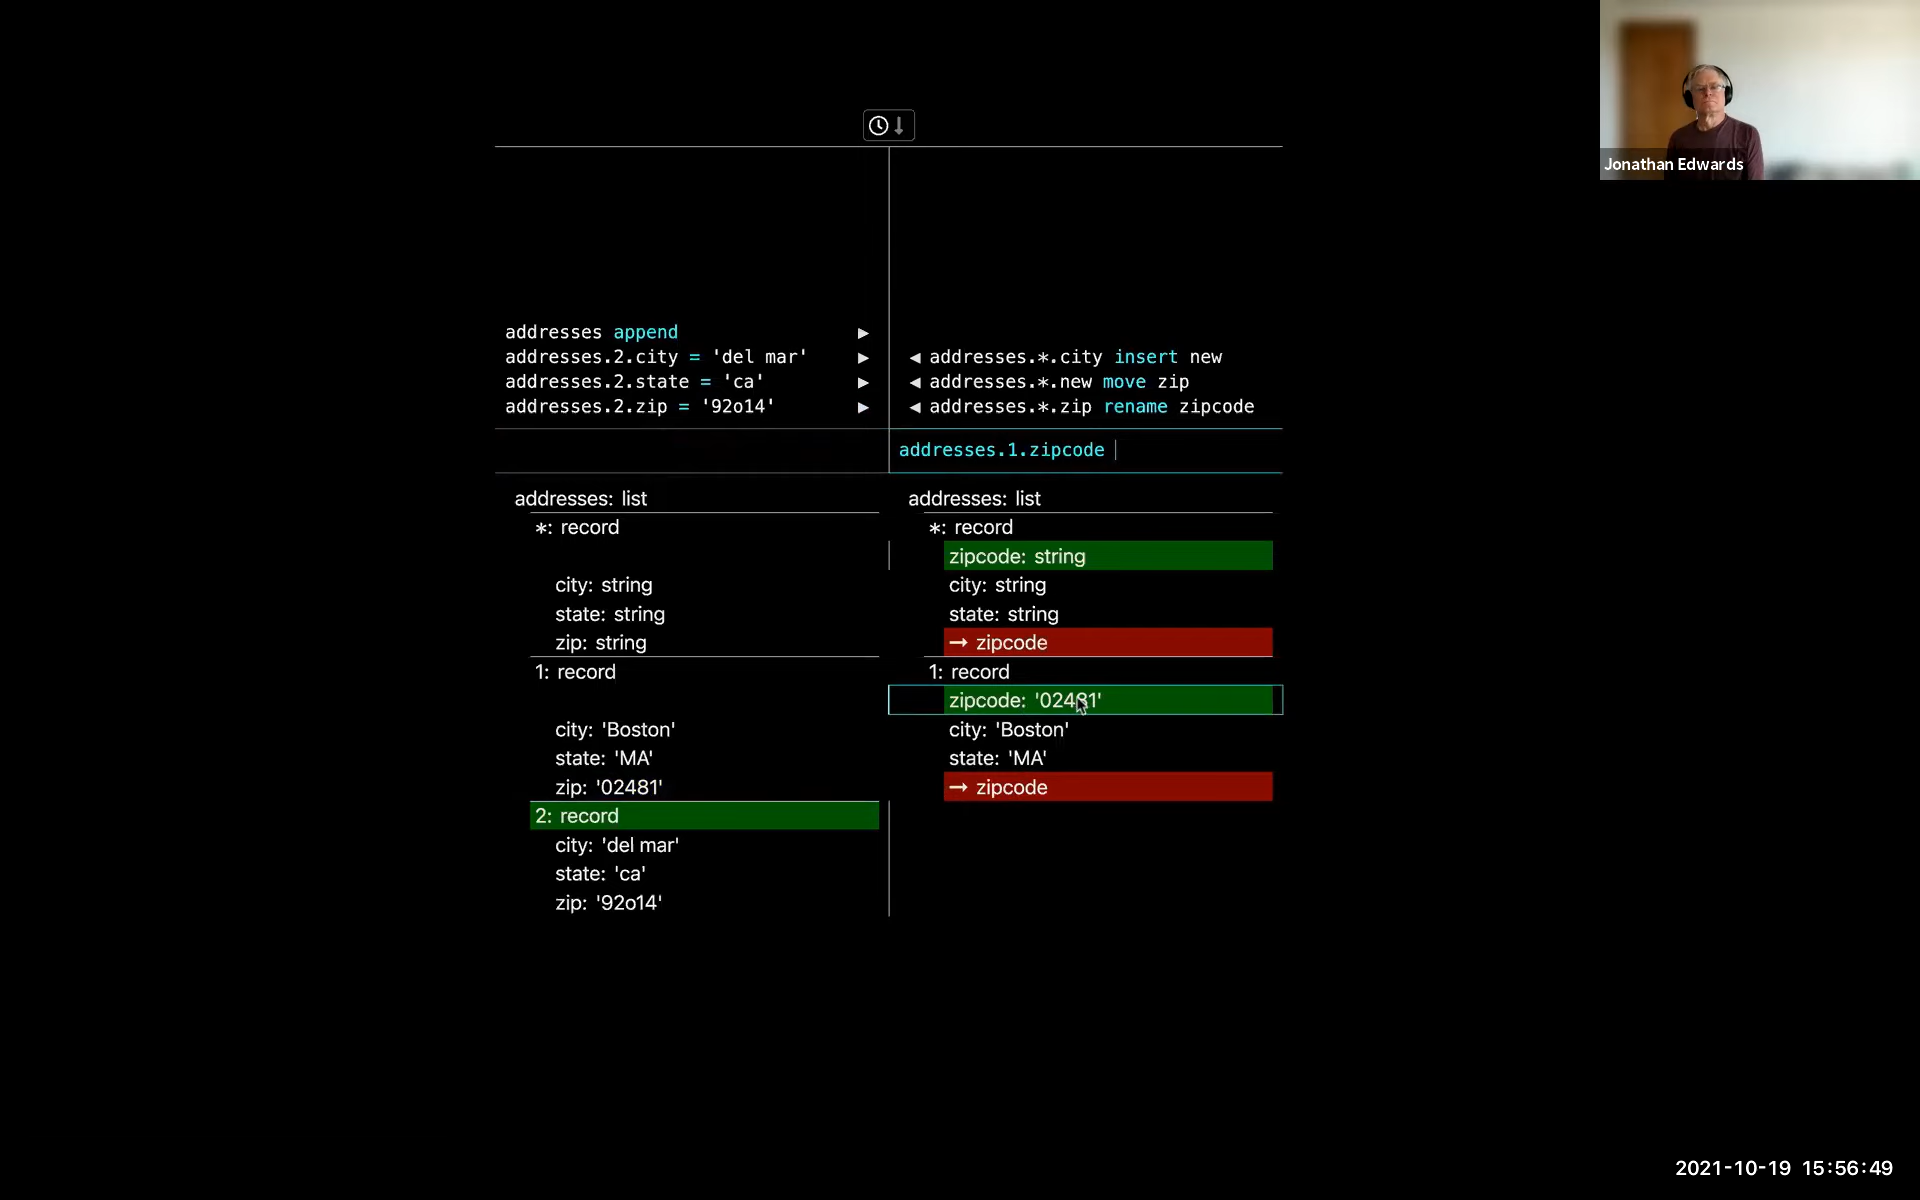 Jonathan Edwards
addresses append ▶
addresses.2.city = 'del mar' ▶
addresses.2.state = 'ca' ▶
addresses.2.zip = '92o14' ▶
◀ addresses.*.city insert new
◀ addresses.*.new move zip
◀ addresses.*.zip rename zipcode
addresses.1.zipcode
addresses: list
*: record
city: string
state: string
zip: string
1: record
city: 'Boston'
state: 'MA'
zip: '02481'
2: record
city: 'del mar'
state: 'ca'
zip: '92o14'
addresses: list
*: record
zipcode: string
city: string
state: string
→ zipcode
1: record
zipcode: '02481'
city: 'Boston'
state: 'MA'
→ zipcode
2021-10-19 15:56:49